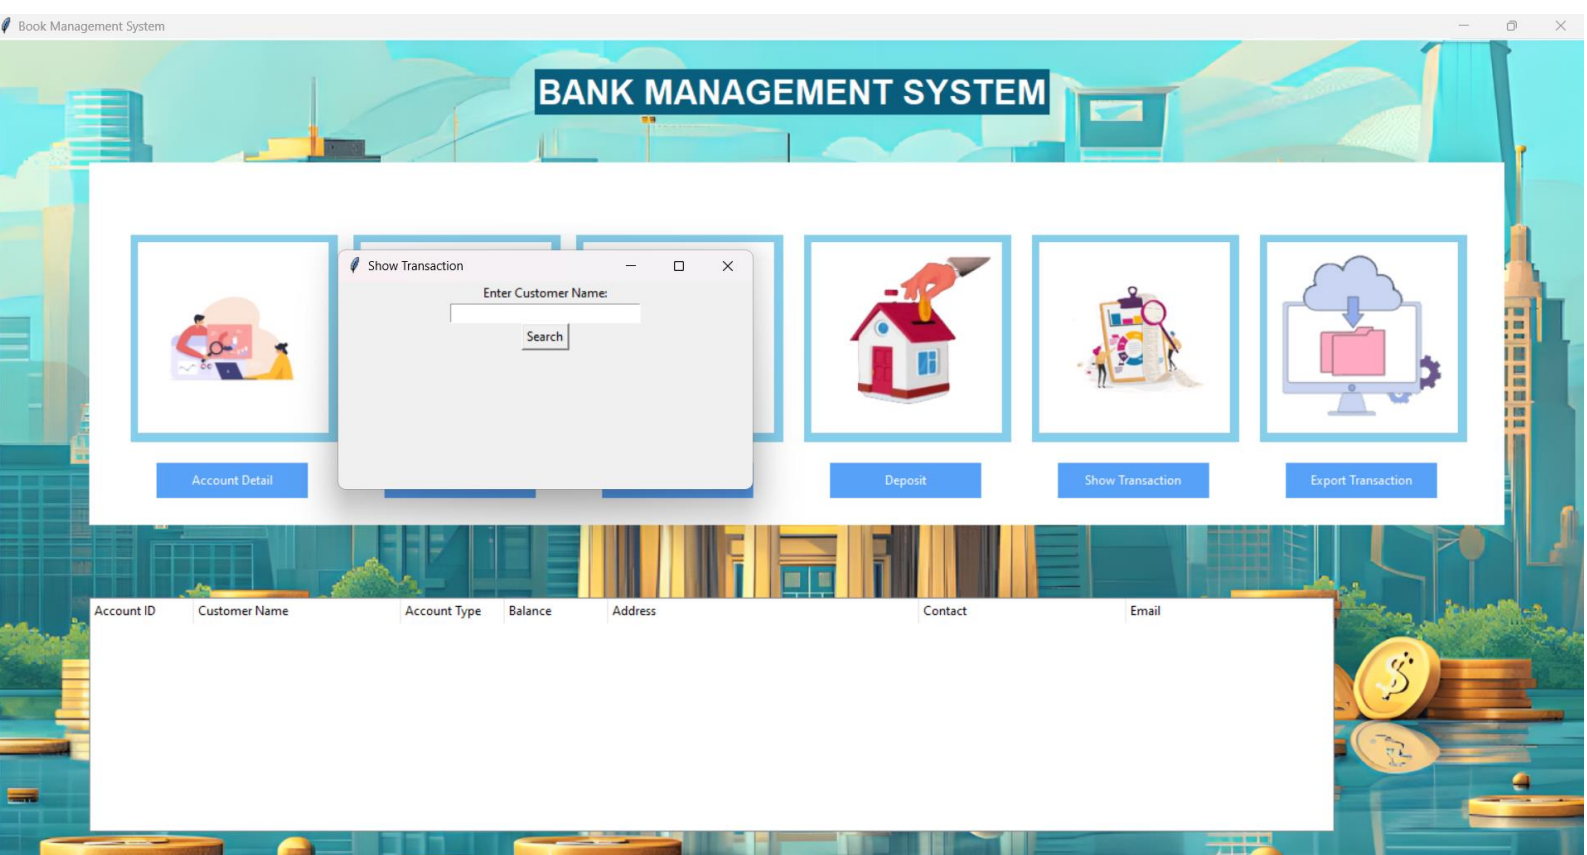 Book Management System
BANK MANAGEMENT SYSTEM
Show Transaction
Enter Customer Name:
Search
Account Detail
Deposit
Show Transaction
Export Transaction
Account ID
Customer Name
Account Type
Balance
Address
Contact
Email